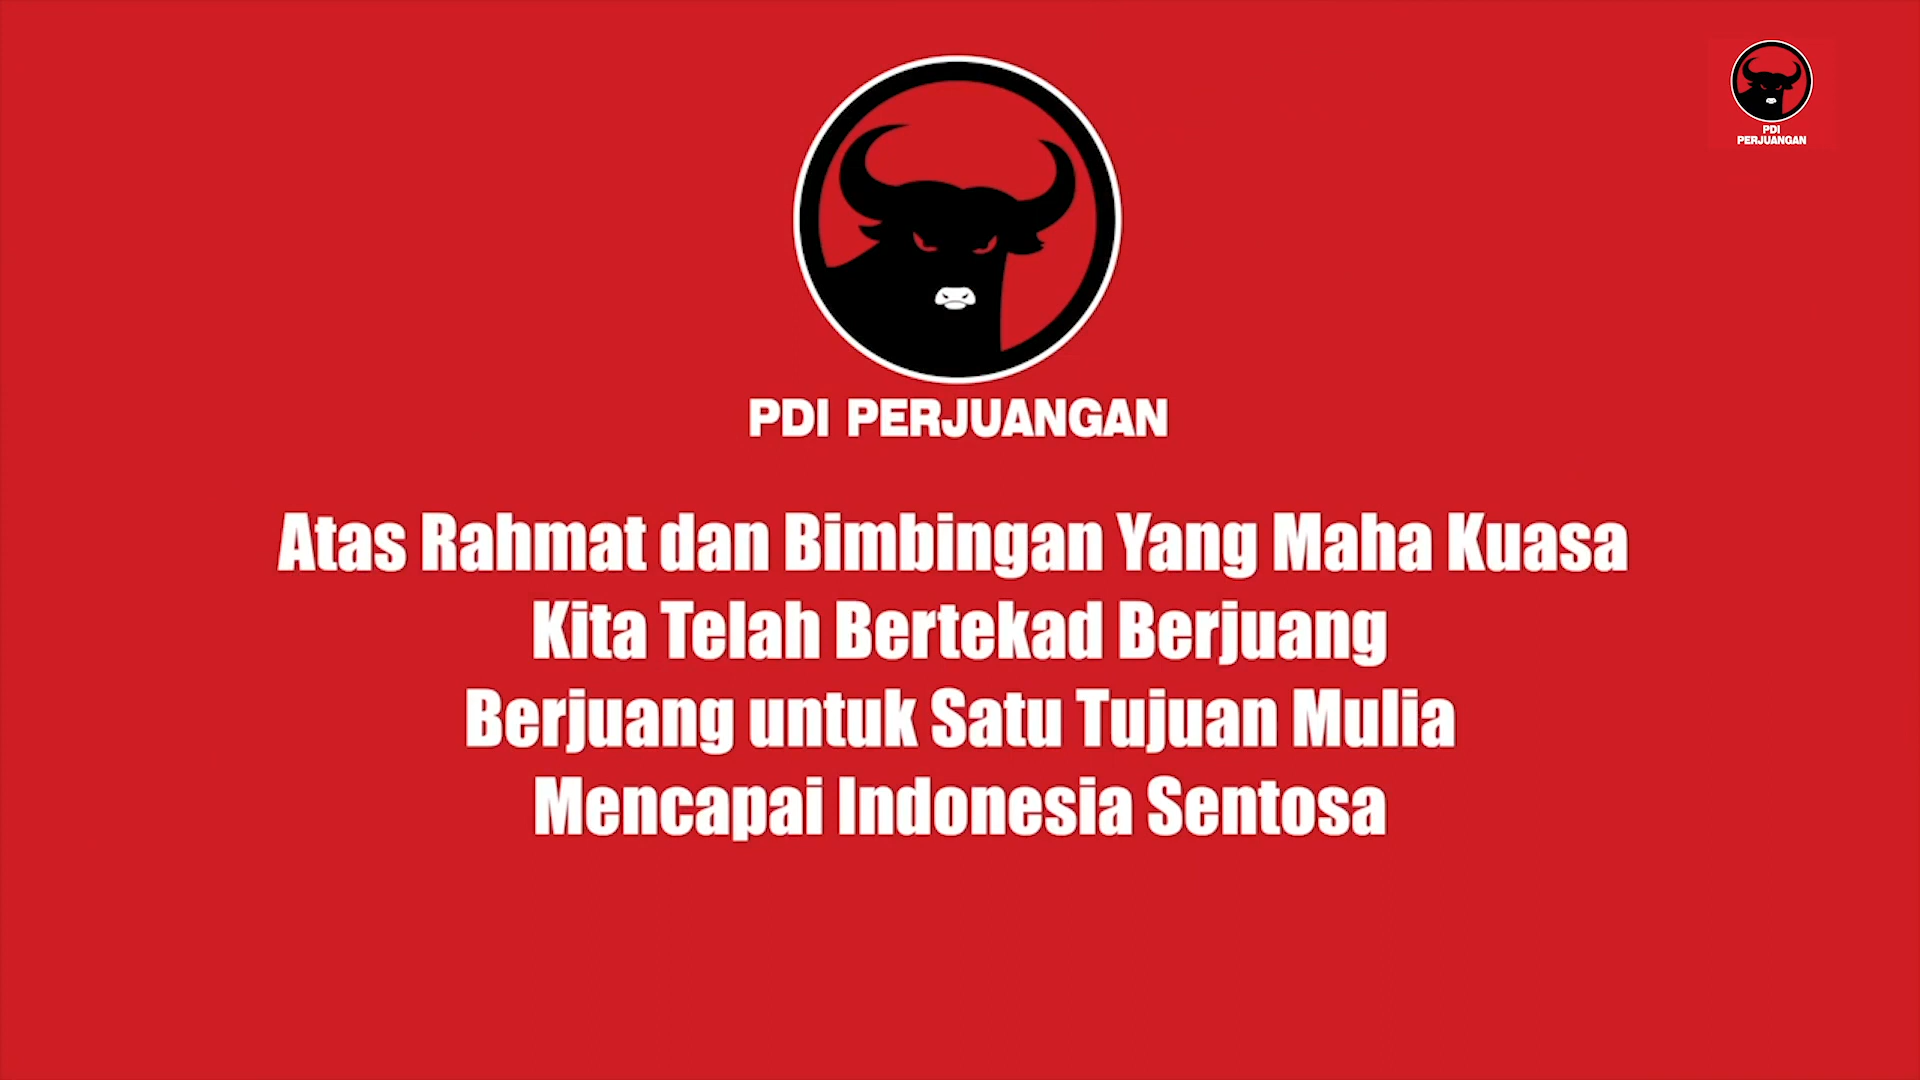 PDI
PERJUANGAN
PDI PERJUANGAN
Atas Rahmat dan Bimbingan Yang Maha Kuasa
Kita Telah Bertekad Berjuang
Berjuang untuk Satu Tujuan Mulia
Mencapai Indonesia Sentosa